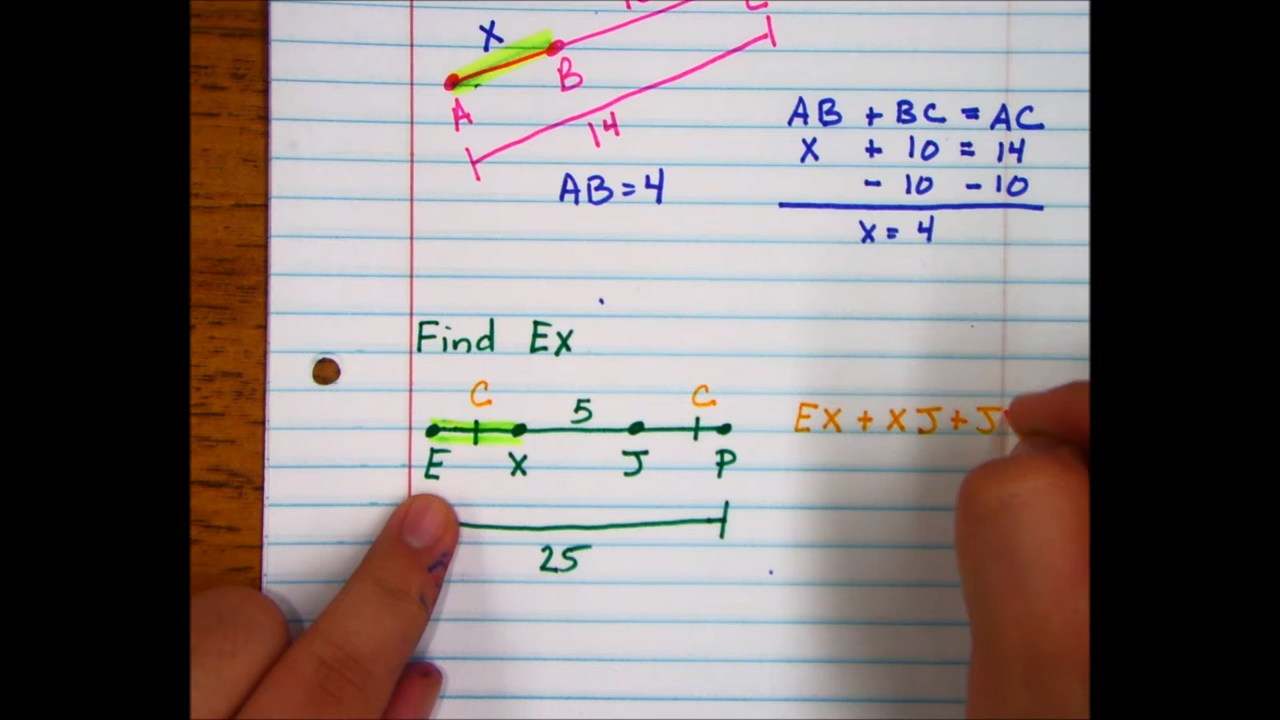 X
B
A
14
AB + BC = AC
X + 10 = 14
- 10 - 10
AB = 4
x = 4
Find EX
C 5 C
E X J P
EX + XJ + J
25